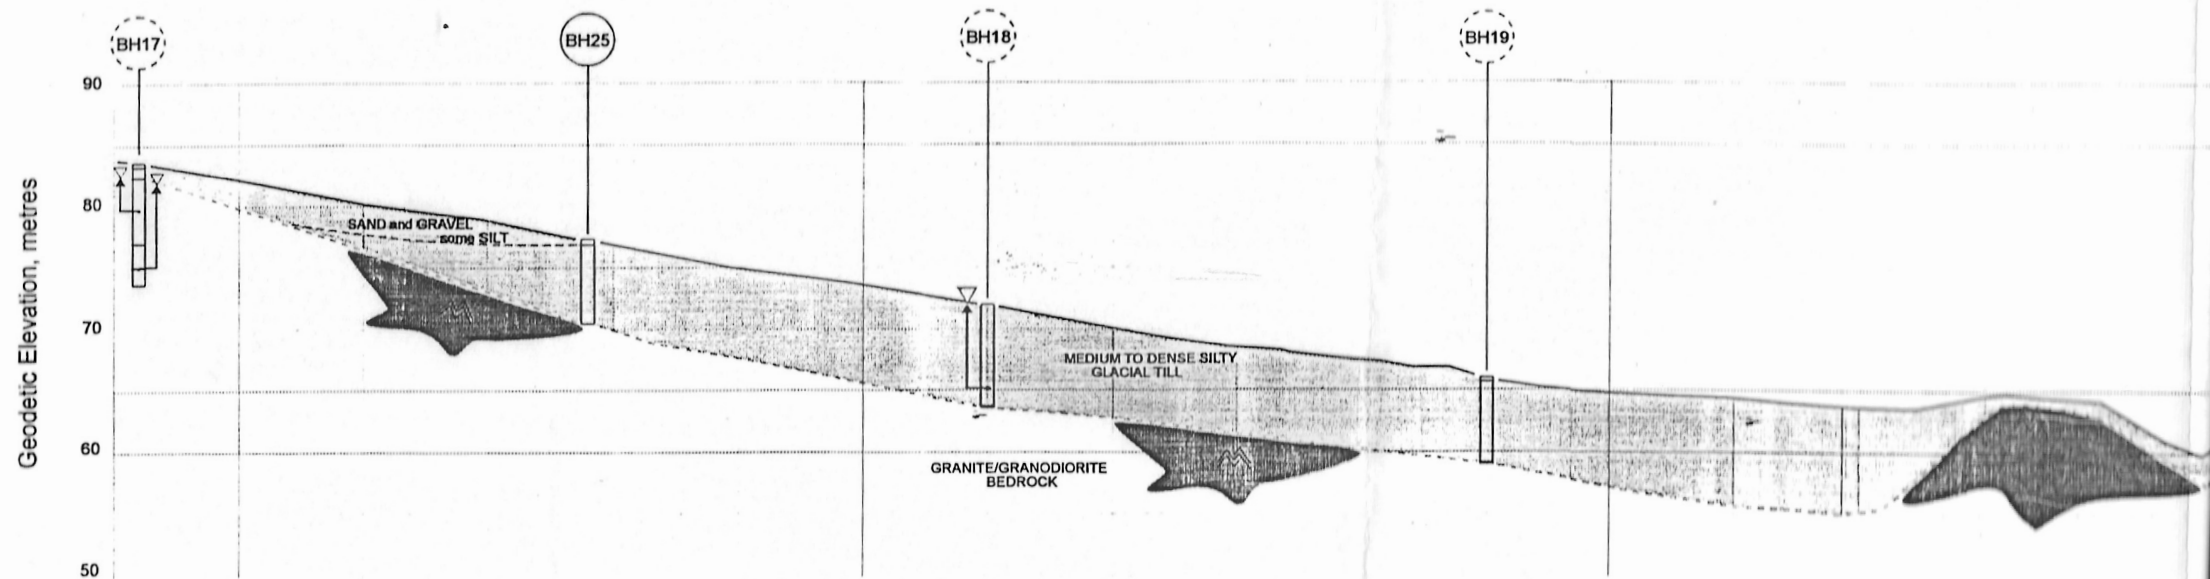 BH17
BH25
BH18
BH19
90
80
70
60
50
Geodetic Elevation, metres
SAND and GRAVEL
some SILT
MEDIUM TO DENSE SILTY
GLACIAL TILL
GRANITE/GRANODIORITE
BEDROCK